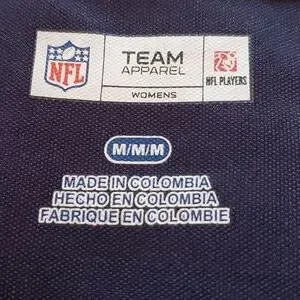 NFL
TEAM
APPAREL
WOMENS
NFL PLAYERS
M/M/M
MADE IN COLOMBIA
HECHO EN COLOMBIA
FABRIQUE EN COLOMBIE